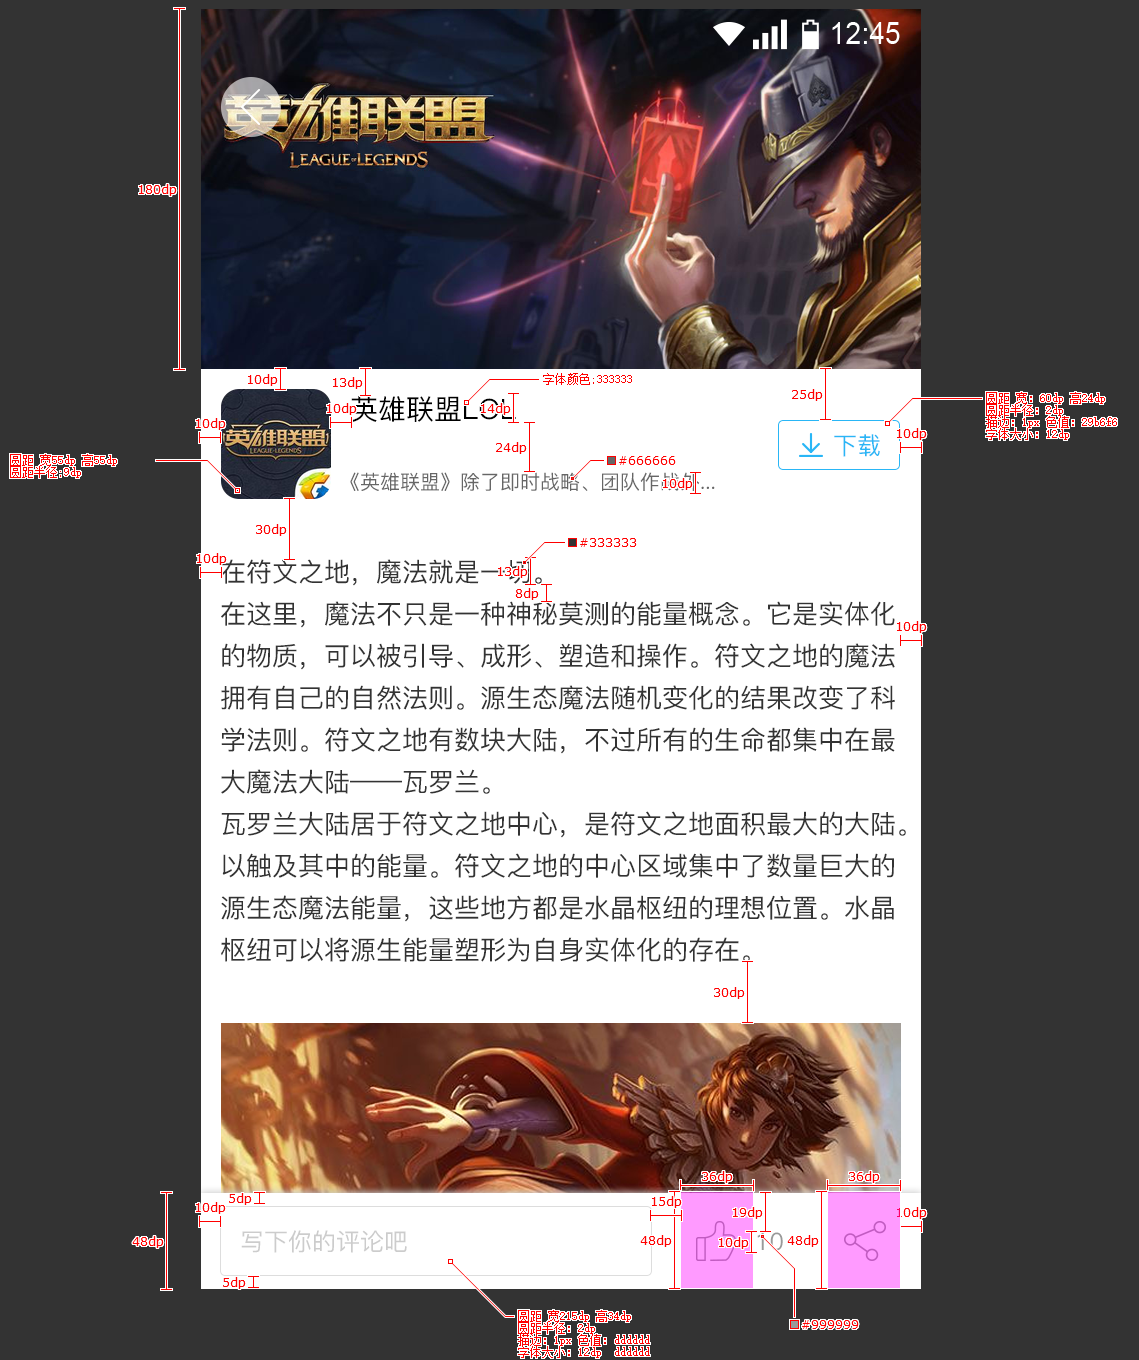 12:45
英雄联盟
LEAGUE OF LEGENDS
180dp
10dp
13dp
字体颜色:333333
25dp
圆距 宽: 60dp 高24dp
圆距半径: 2dp
描边: 1px 色值: 29b6f6
字体大小: 12dp
10dp
10dp
英雄联盟LOL
14dp
10dp
24dp
下载
英雄联盟
LEAGUE OF LEGENDS
圆距 宽55dp 高55dp
圆距半径:9dp
#666666
《英雄联盟》除了即时战略、团队作战外...
10dp
30dp
#333333
10dp
在符文之地，魔法就是一切。
13dp
8dp
在这里，魔法不只是一种神秘莫测的能量概念。它是实体化
10dp
的物质，可以被引导、成形、塑造和操作。符文之地的魔法
拥有自己的自然法则。源生态魔法随机变化的结果改变了科
学法则。符文之地有数块大陆，不过所有的生命都集中在最
大魔法大陆——瓦罗兰。
瓦罗兰大陆居于符文之地中心，是符文之地面积最大的大陆。
以触及其中的能量。符文之地的中心区域集中了数量巨大的
源生态魔法能量，这些地方都是水晶枢纽的理想位置。水晶
枢纽可以将源生能量塑形为自身实体化的存在。
30dp
36dp
36dp
5dp
10dp
15dp
19dp
10dp
48dp
写下你的评论吧
48dp
10dp
10
48dp
5dp
圆距 宽215dp 高34dp
圆距半径: 2dp
描边: 1px 色值: dddddd
字体大小: 12dp dddddd
#999999